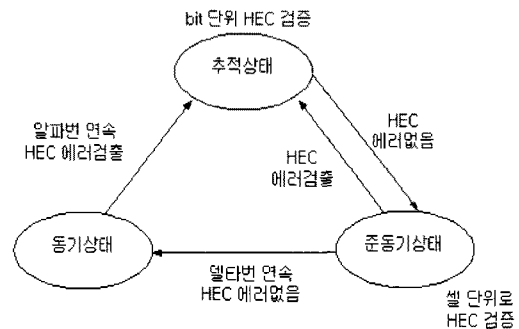 bit 단위 HEC 검증
추적상태
알파번 연속
HEC 에러검출
HEC
에러검출
HEC
에러없음
동기상태
준동기상태
델타번 연속
HEC 에러없음
셀 단위로
HEC 검증